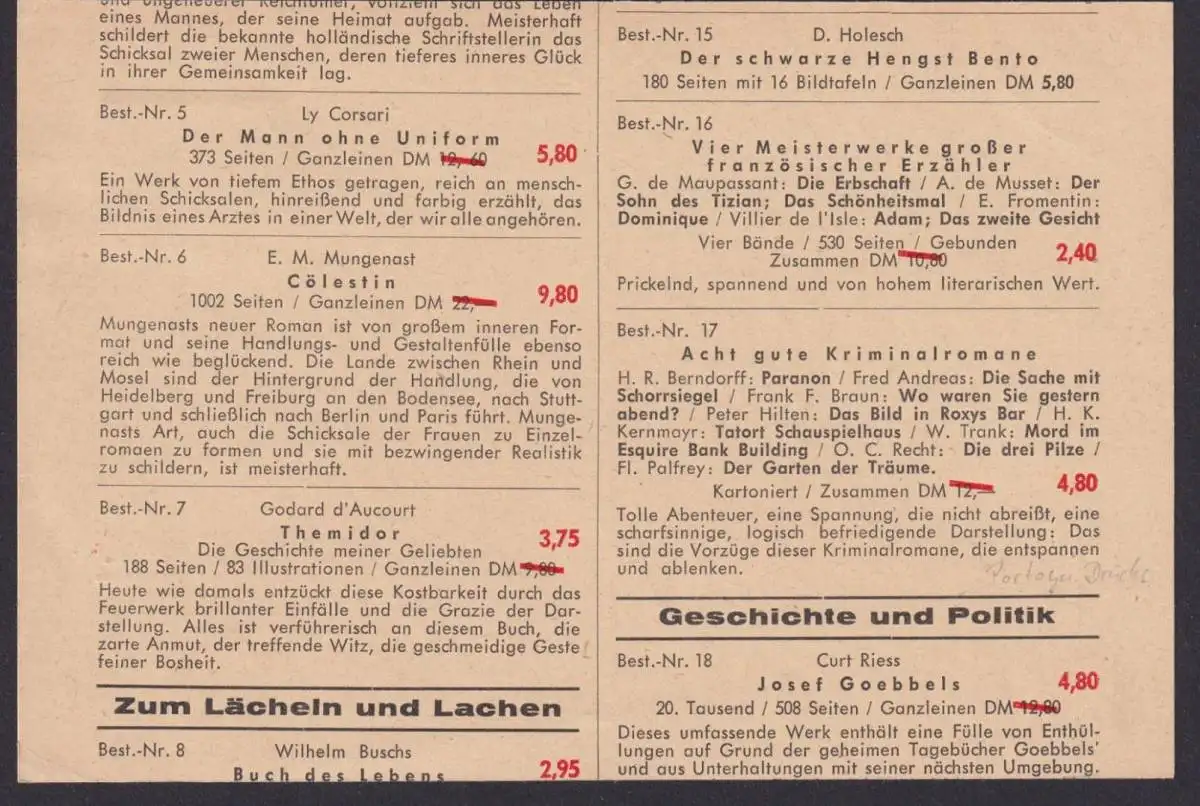 und ungeheurer Reichtümer, vollzieht sich das Leben
eines Mannes, der seine Heimat aufgab. Meisterhaft
schildert die bekannte holländische Schriftstellerin das
Schicksal zweier Menschen, deren tieferes inneres Glück
in ihrer Gemeinsamkeit lag.
Best.-Nr. 5 Ly Corsari
Der Mann ohne Uniform
373 Seiten / Ganzleinen DM 12,60 5,80
Ein Werk von tiefem Ethos getragen, reich an mensch-
lichen Schicksalen, hinreißend und farbig erzählt, das
Bildnis eines Arztes in einer Welt, der wir alle angehören.
Best.-Nr. 6 E. M. Mungenast
Cölestin
1002 Seiten / Ganzleinen DM 22,— 9,80
Mungenasts neuer Roman ist von großem inneren For-
mat und seine Handlungs- und Gestaltenfülle ebenso
reich wie beglückend. Die Lande zwischen Rhein und
Mosel sind der Hintergrund der Handlung, die von
Heidelberg und Freiburg an den Bodensee, nach Stutt-
gart und schließlich nach Berlin und Paris führt. Munge-
nasts Art, auch die Schicksale der Frauen zu Einzel-
romaen zu formen und sie mit bezwingender Realistik
zu schildern, ist meisterhaft.
Best.-Nr. 7 Godard d'Aucourt
Themidor 3,75
Die Geschichte meiner Geliebten
188 Seiten / 83 Illustrationen / Ganzleinen DM 9,80
Heute wie damals entzückt diese Kostbarkeit durch das
Feuerwerk brillanter Einfälle und die Grazie der Dar-
stellung. Alles ist verführerisch an diesem Buch, die
zarte Anmut, der treffende Witz, die geschmeidige Geste
feiner Bosheit.
Zum Lächeln und Lachen
Best.-Nr. 8 Wilhelm Buschs
Buch des Lebens 2,95
Best.-Nr. 15 D. Holesch
Der schwarze Hengst Bento
180 Seiten mit 16 Bildtafeln / Ganzleinen DM 5,80
Best.-Nr. 16
Vier Meisterwerke großer
französischer Erzähler
G. de Maupassant: Die Erbschaft / A. de Musset: Der
Sohn des Tizian; Das Schönheitsmal / E. Fromentin:
Dominique / Villier de l'Isle: Adam; Das zweite Gesicht
Vier Bände / 530 Seiten / Gebunden
Zusammen DM 10,80 2,40
Prickelnd, spannend und von hohem literarischen Wert.
Best.-Nr. 17
Acht gute Kriminalromane
H. R. Berndorff: Paranon / Fred Andreas: Die Sache mit
Schorrsiegel / Frank F. Braun: Wo waren Sie gestern
abend? / Peter Hilten: Das Bild in Roxys Bar / H. K.
Kernmayr: Tatort Schauspielhaus / W. Trank: Mord im
Esquire Bank Building / O. C. Recht: Die drei Pilze /
Fl. Palfrey: Der Garten der Träume.
Kartoniert / Zusammen DM 12,— 4,80
Tolle Abenteuer, eine Spannung, die nicht abreißt, eine
scharfsinnige, logisch befriedigende Darstellung: Das
sind die Vorzüge dieser Kriminalromane, die entspannen
und ablenken.
Geschichte und Politik
Best.-Nr. 18 Curt Riess
Josef Goebbels 4,80
20. Tausend / 508 Seiten / Ganzleinen DM 12,80
Dieses umfassende Werk enthält eine Fülle von Enthül-
lungen auf Grund der geheimen Tagebücher Goebbels'
und aus Unterhaltungen mit seiner nächsten Umgebung.